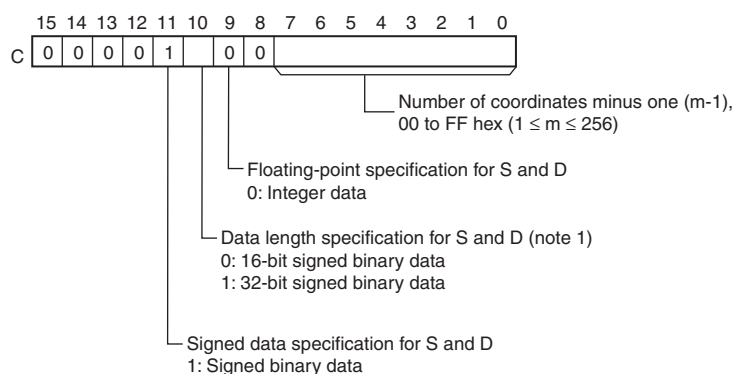 15 14 13 12 11 10 9 8 7 6 5 4 3 2 1 0
C 0 0 0 0 1 0 0
Number of coordinates minus one (m-1),
00 to FF hex (1 ≤ m ≤ 256)
Floating-point specification for S and D
0: Integer data
Data length specification for S and D (note 1)
0: 16-bit signed binary data
1: 32-bit signed binary data
Signed data specification for S and D
1: Signed binary data